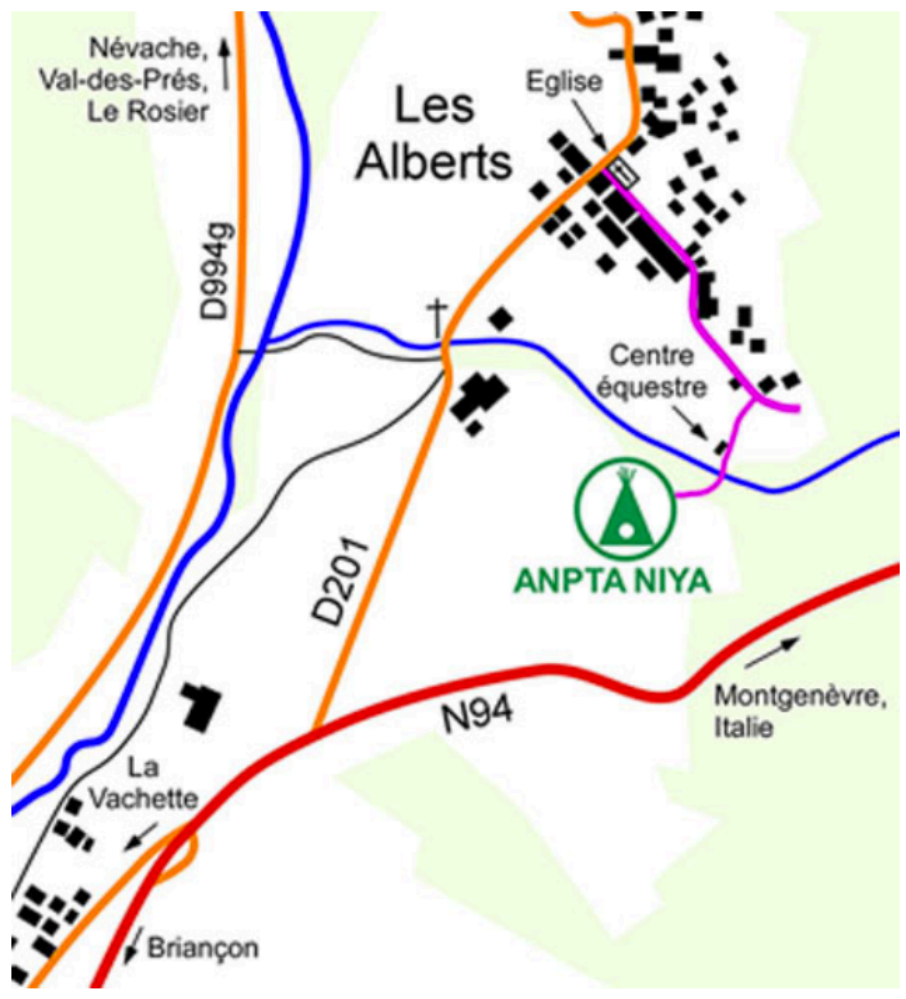 Névache,
Val-des-Prés,
Le Rosier
Les
Alberts
Eglise
D994g
Centre
équestre
D201
ANPTA NIYA
N94
Montgenèvre,
Italie
La
Vachette
Briançon